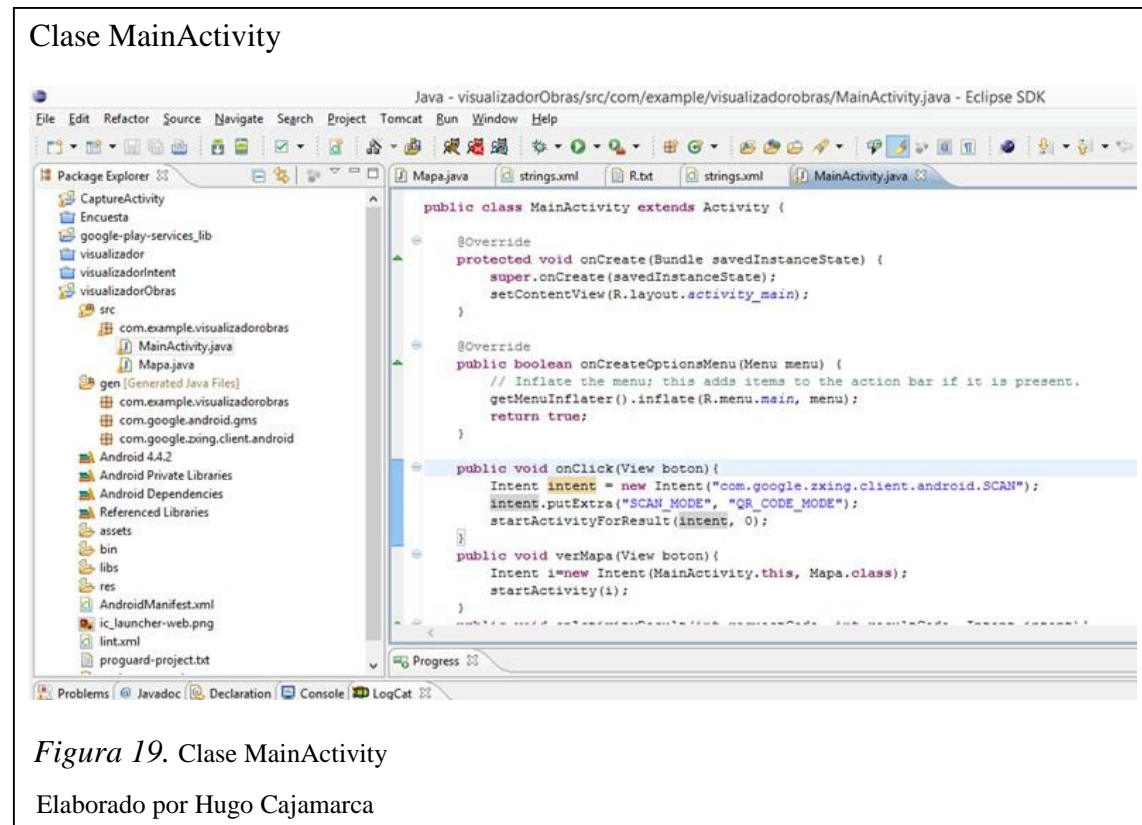 Clase MainActivity
Java - visualizadorObras/src/com/example/visualizadorobras/MainActivity.java - Eclipse SDK
File Edit Refactor Source Navigate Search Project Tomcat Run Window Help
Package Explorer
CaptureActivity
Encuesta
google-play-services_lib
visualizador
visualizadorIntent
visualizadorObras
src
com.example.visualizadorobras
MainActivity.java
Mapa.java
gen [Generated Java Files]
com.example.visualizadorobras
com.google.android.gms
com.google.zxing.client.android
Android 4.4.2
Android Private Libraries
Android Dependencies
Referenced Libraries
assets
bin
libs
res
AndroidManifest.xml
ic_launcher-web.png
lint.xml
proguard-project.txt
Mapa.java strings.xml R.txt strings.xml MainActivity.java
public class MainActivity extends Activity {
@Override
protected void onCreate(Bundle savedInstanceState) {
super.onCreate(savedInstanceState);
setContentView(R.layout.activity_main);
}
@Override
public boolean onCreateOptionsMenu(Menu menu) {
// Inflate the menu; this adds items to the action bar if it is present.
getMenuInflater().inflate(R.menu.main, menu);
return true;
}
public void onClick(View boton){
Intent intent = new Intent("com.google.zxing.client.android.SCAN");
intent.putExtra("SCAN_MODE", "QR_CODE_MODE");
startActivityForResult(intent, 0);
}
public void verMapa(View boton){
Intent i=new Intent(MainActivity.this, Mapa.class);
startActivity(i);
}
Progress
Problems Javadoc Declaration Console LogCat
Figura 19. Clase MainActivity
Elaborado por Hugo Cajamarca